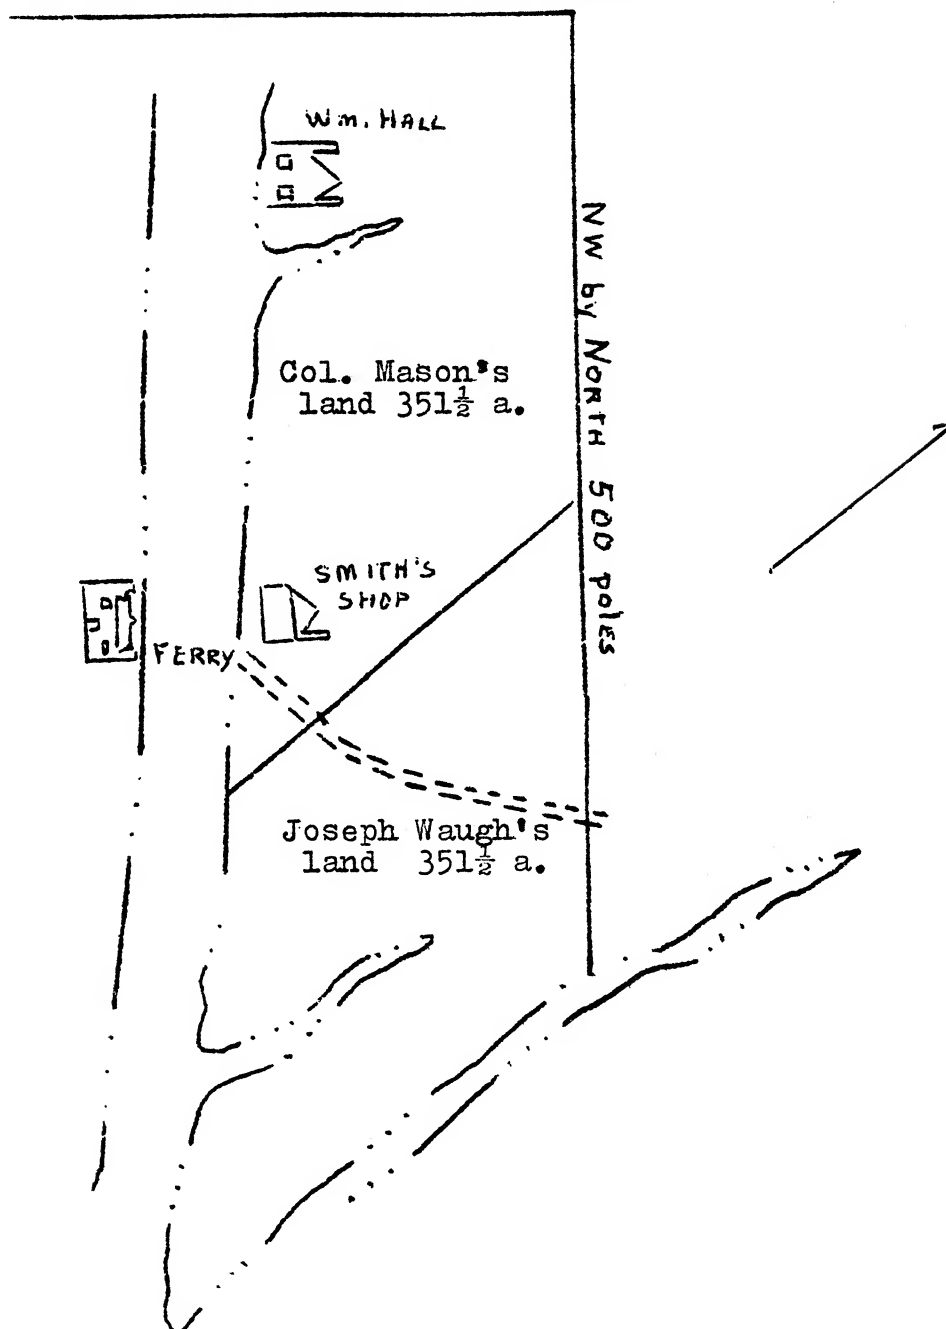 Wm. HALL
NW by NORTH 500 poles
Col. Mason's
land 351½ a.
SMITH'S
SHOP
FERRY
Joseph Waugh's
land 351½ a.